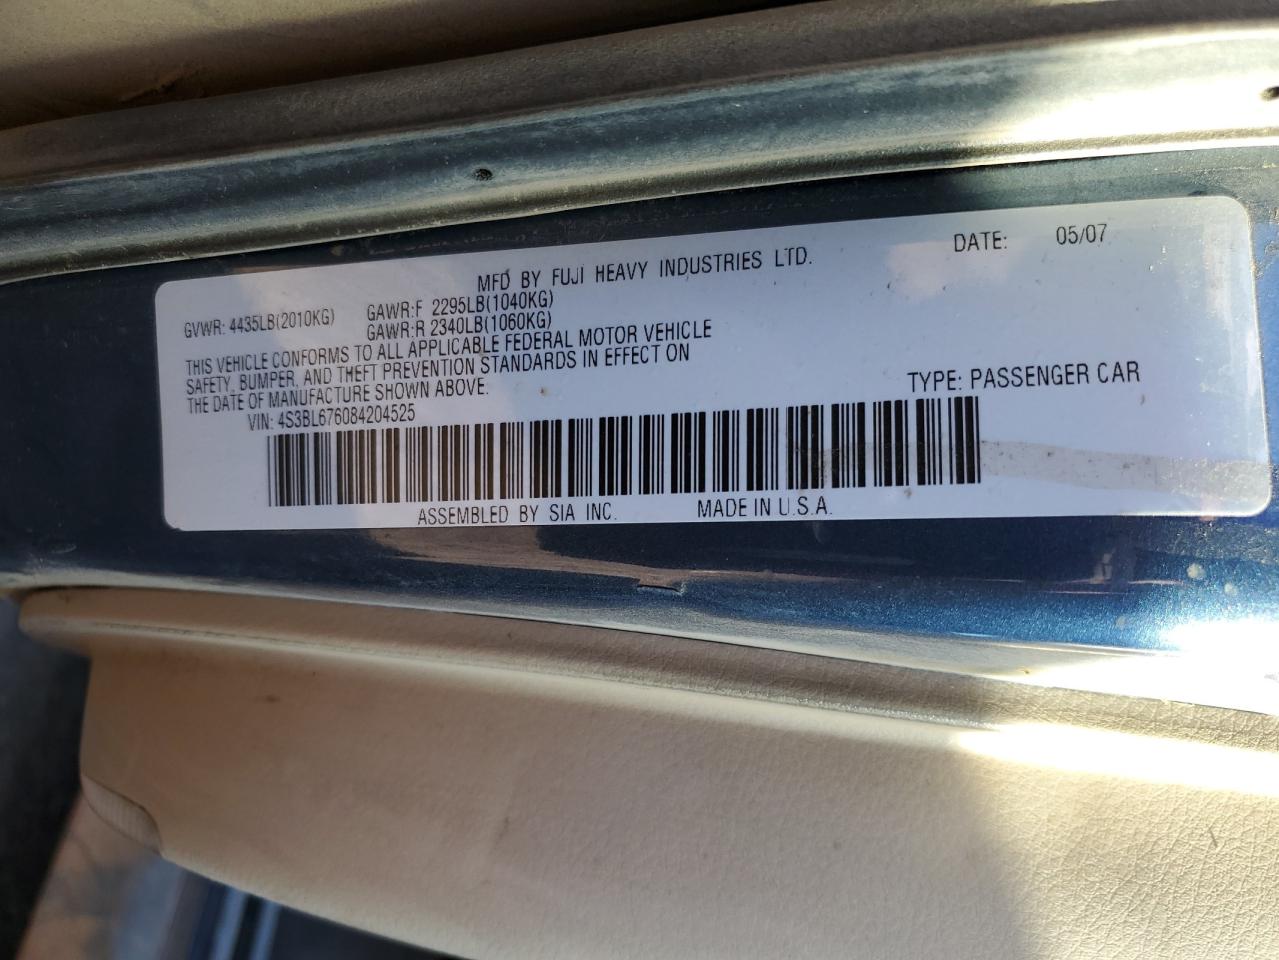 MFD BY FUJI HEAVY INDUSTRIES LTD. DATE: 05/07
GVWR: 4435LB(2010KG) GAWR:F 2295LB(1040KG)
GAWR:R 2340LB(1060KG)
THIS VEHICLE CONFORMS TO ALL APPLICABLE FEDERAL MOTOR VEHICLE
SAFETY, BUMPER, AND THEFT PREVENTION STANDARDS IN EFFECT ON
THE DATE OF MANUFACTURE SHOWN ABOVE.
VIN: 4S3BL676084204525 TYPE: PASSENGER CAR
ASSEMBLED BY SIA INC. MADE IN U.S.A.